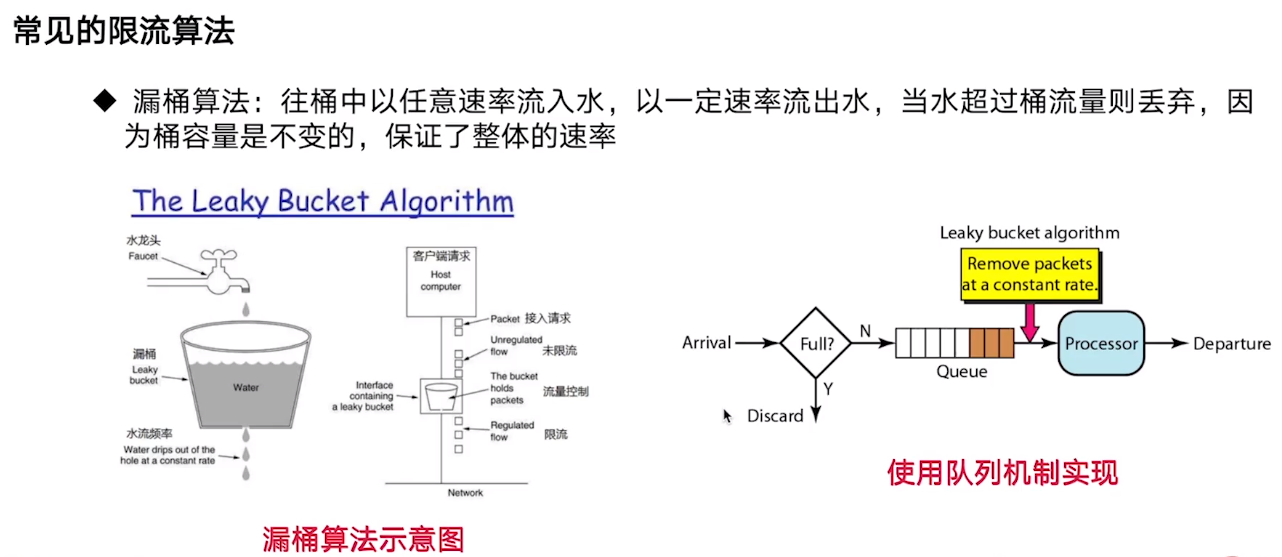 常见的限流算法
◆ 漏桶算法：往桶中以任意速率流入水，以一定速率流出水，当水超过桶流量则丢弃，因
为桶容量是不变的，保证了整体的速率
The Leaky Bucket Algorithm
水龙头
Faucet
漏桶
Leaky
bucket
Water
水流频率
Water drips out of the
hole at a constant rate
客户端请求
Host
computer
Packet 接入请求
Unregulated
flow
未限流
Interface
containing
a leaky bucket
The bucket
holds
packets
流量控制
Regulated
flow
限流
Network
漏桶算法示意图
Leaky bucket algorithm
Remove packets
at a constant rate.
Arrival
Full?
N
Queue
Processor
Departure
Y
Discard
使用队列机制实现